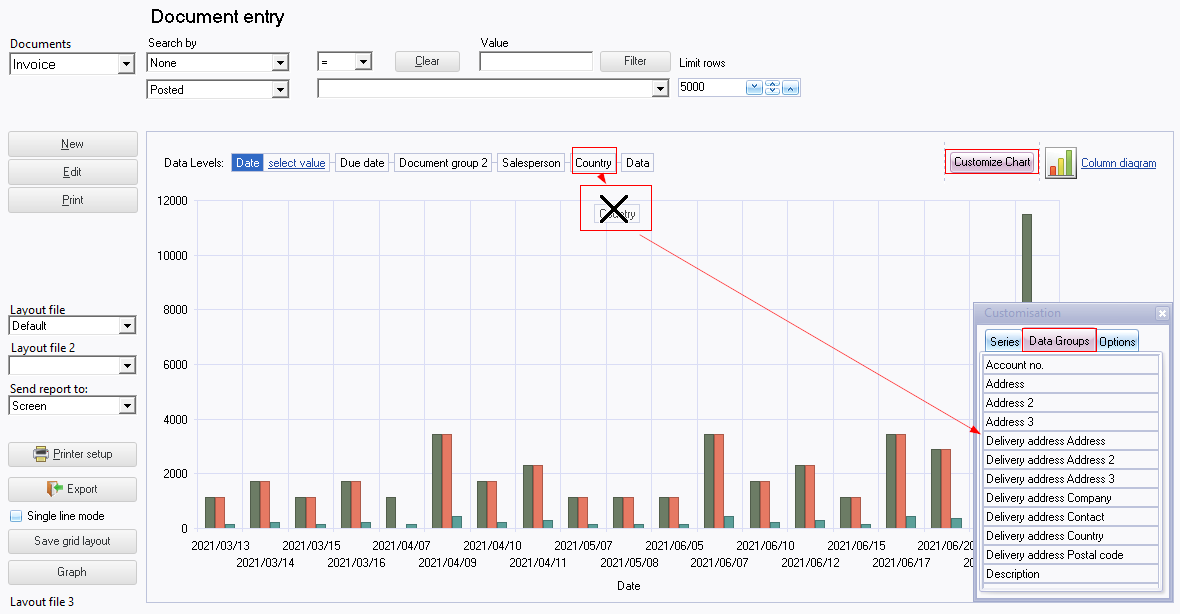 Document entry
Documents
Search by
Value
Invoice
None
=
Clear
Filter
Limit rows
Posted
5000
New
Edit
Print
Data Levels:
Date
select value
Due date
Document group 2
Salesperson
Country
Data
Customize Chart
Column diagram
Country
12000
10000
8000
6000
4000
2000
0
2021/03/13
2021/03/15
2021/04/07
2021/04/10
2021/05/07
2021/06/05
2021/06/10
2021/06/15
2021/06/20
2021/03/14
2021/03/16
2021/04/09
2021/04/11
2021/05/08
2021/06/07
2021/06/12
2021/06/17
Date
Customisation
Series
Data Groups
Options
Account no.
Address
Address 2
Address 3
Delivery address Address
Delivery address Address 2
Delivery address Address 3
Delivery address Company
Delivery address Contact
Delivery address Country
Delivery address Postal code
Description
Layout file
Default
Layout file 2
Send report to:
Screen
Printer setup
Export
Single line mode
Save grid layout
Graph
Layout file 3